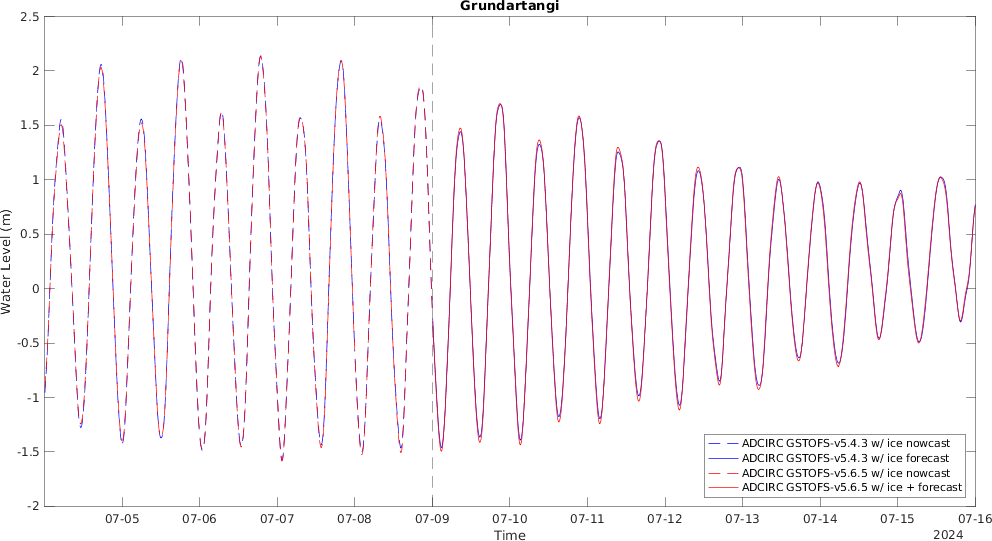 Grundartangi
2.5
2
1.5
1
0.5
0
-0.5
-1
-1.5
-2
Water Level (m)
07-05 07-06 07-07 07-08 07-09 07-10 07-11 07-12 07-13 07-14 07-15 07-16
Time
2024
ADCIRC GSTOFS-v5.4.3 w/ ice nowcast
ADCIRC GSTOFS-v5.4.3 w/ ice forecast
ADCIRC GSTOFS-v5.6.5 w/ ice nowcast
ADCIRC GSTOFS-v5.6.5 w/ ice + forecast